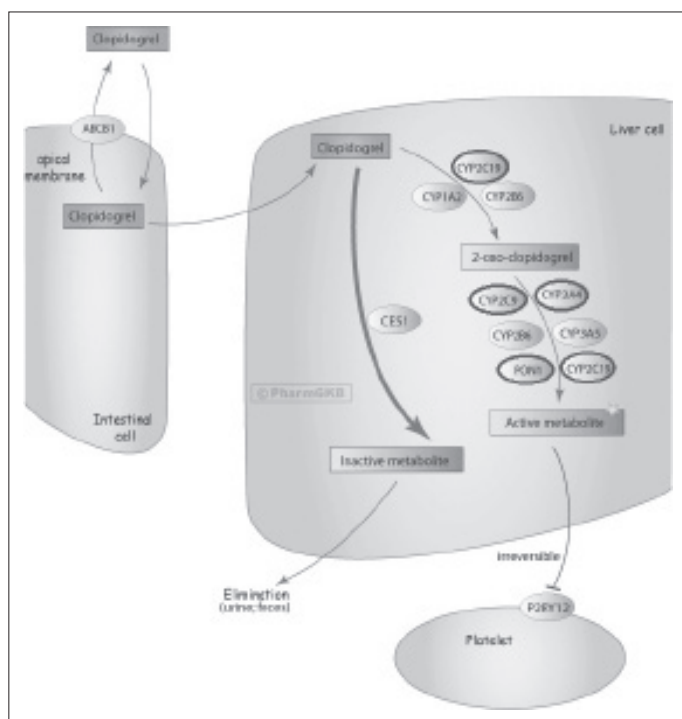 Clopidogrel
ABCB1
apical
membrane
Clopidogrel
Intestinal
cell
Liver cell
Clopidogrel
CYP2C19
CYP1A2
CYP2B6
2-oxo-clopidogrel
CYP2C9
CYP3A4
CYP2B6
CYP3A5
PON1
CYP2C19
CES1
© PharmGKB
Active metabolite
Inactive metabolite
Elimination
(urine; feces)
irreversible
P2RY12
Platelet